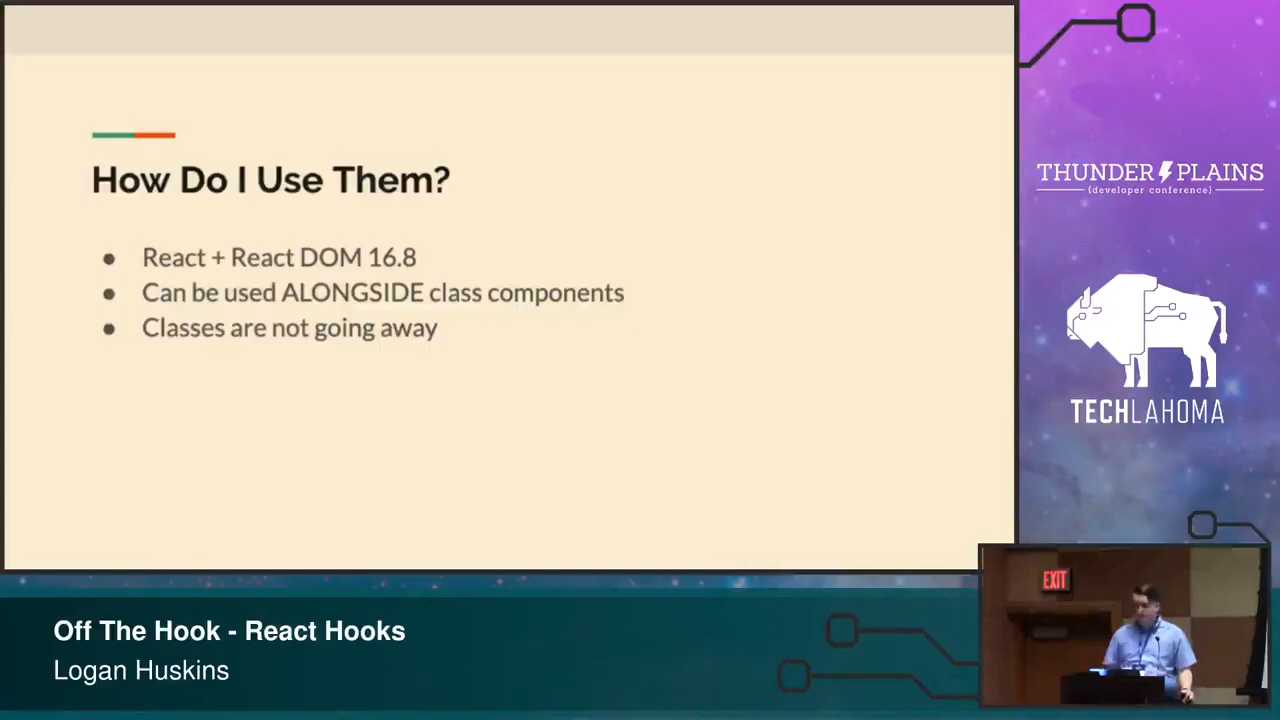 How Do I Use Them?
● React + React DOM 16.8
● Can be used ALONGSIDE class components
● Classes are not going away
THUNDER PLAINS
{developer conference}
TECHLAHOMA
EXIT
Off The Hook - React Hooks
Logan Huskins